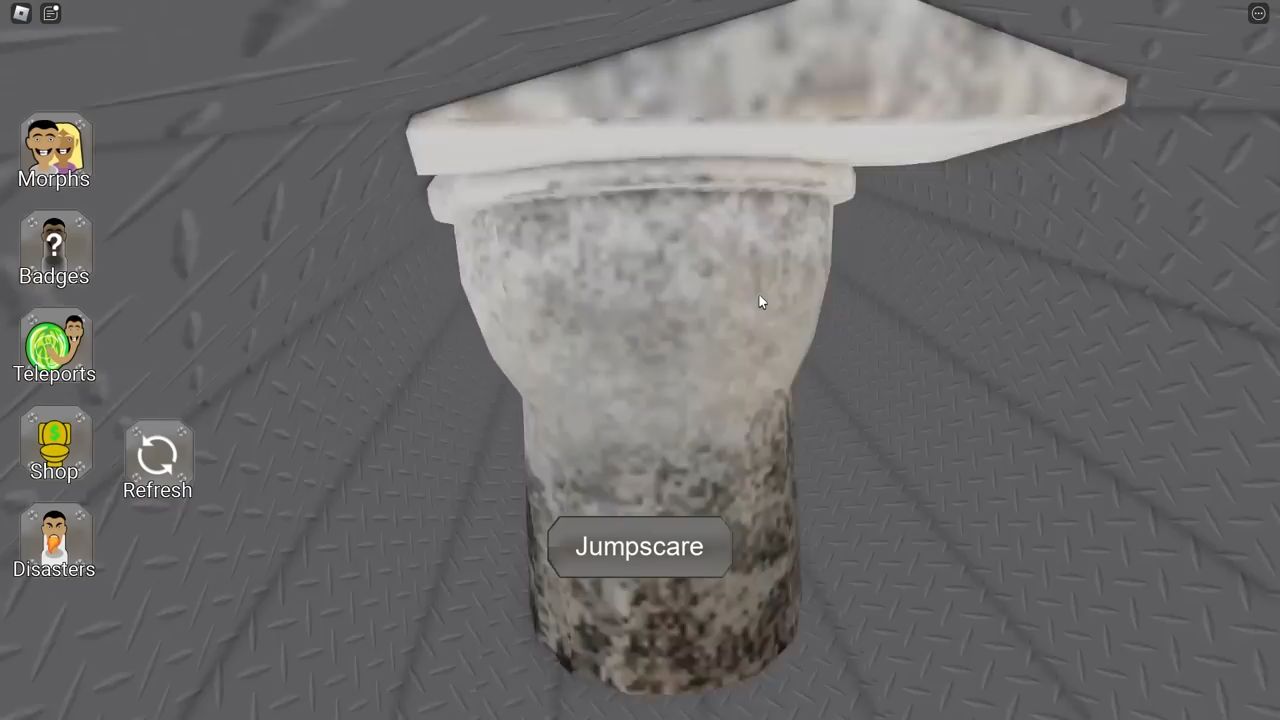 Morphs
?
Badges
Teleports
$
Shop
Refresh
Disasters
Jumpscare